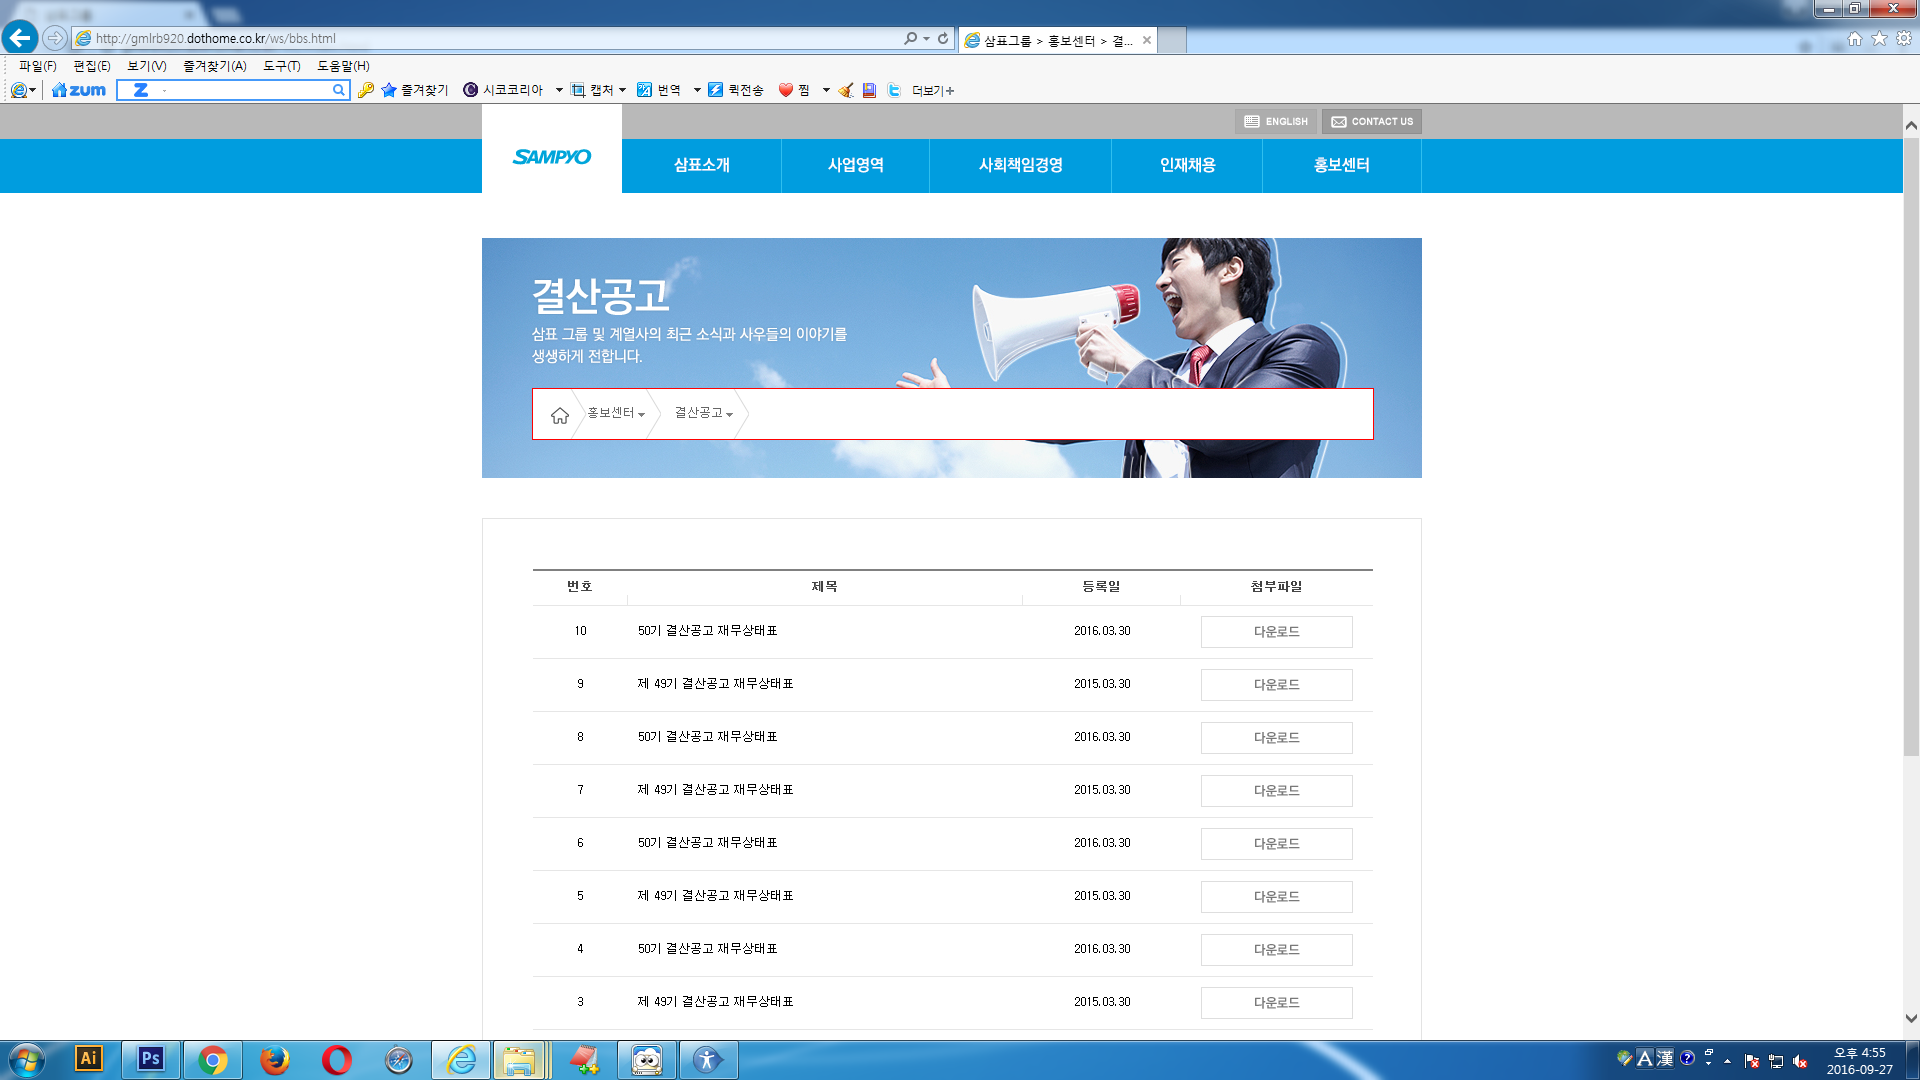 http://gmlrb920.dothome.co.kr/ws/bbs.html
삼표그룹 > 홍보센터 > 결...
파일(F) 편집(E) 보기(V) 즐겨찾기(A) 도구(T) 도움말(H)
zum Z 즐겨찾기 시코코리아 캡처 번역 퀵전송 찜 더보기+
ENGLISH CONTACT US
SAMPYO 삼표소개 사업영역 사회책임경영 인재채용 홍보센터
결산공고
삼표 그룹 및 계열사의 최근 소식과 사우들의 이야기를
생생하게 전합니다.
홍보센터 결산공고
번호 제목 등록일 첨부파일
10 50기 결산공고 재무상태표 2016.03.30 다운로드
9 제 49기 결산공고 재무상태표 2015.03.30 다운로드
8 50기 결산공고 재무상태표 2016.03.30 다운로드
7 제 49기 결산공고 재무상태표 2015.03.30 다운로드
6 50기 결산공고 재무상태표 2016.03.30 다운로드
5 제 49기 결산공고 재무상태표 2015.03.30 다운로드
4 50기 결산공고 재무상태표 2016.03.30 다운로드
3 제 49기 결산공고 재무상태표 2015.03.30 다운로드
Ai Ps A 漢 오후 4:55
2016-09-27